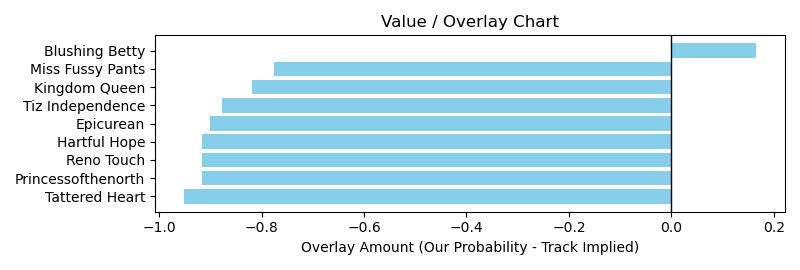 Value / Overlay Chart
Blushing Betty
Miss Fussy Pants
Kingdom Queen
Tiz Independence
Epicurean
Hartful Hope
Reno Touch
Princessofthenorth
Tattered Heart
−1.0 −0.8 −0.6 −0.4 −0.2 0.0 0.2
Overlay Amount (Our Probability - Track Implied)